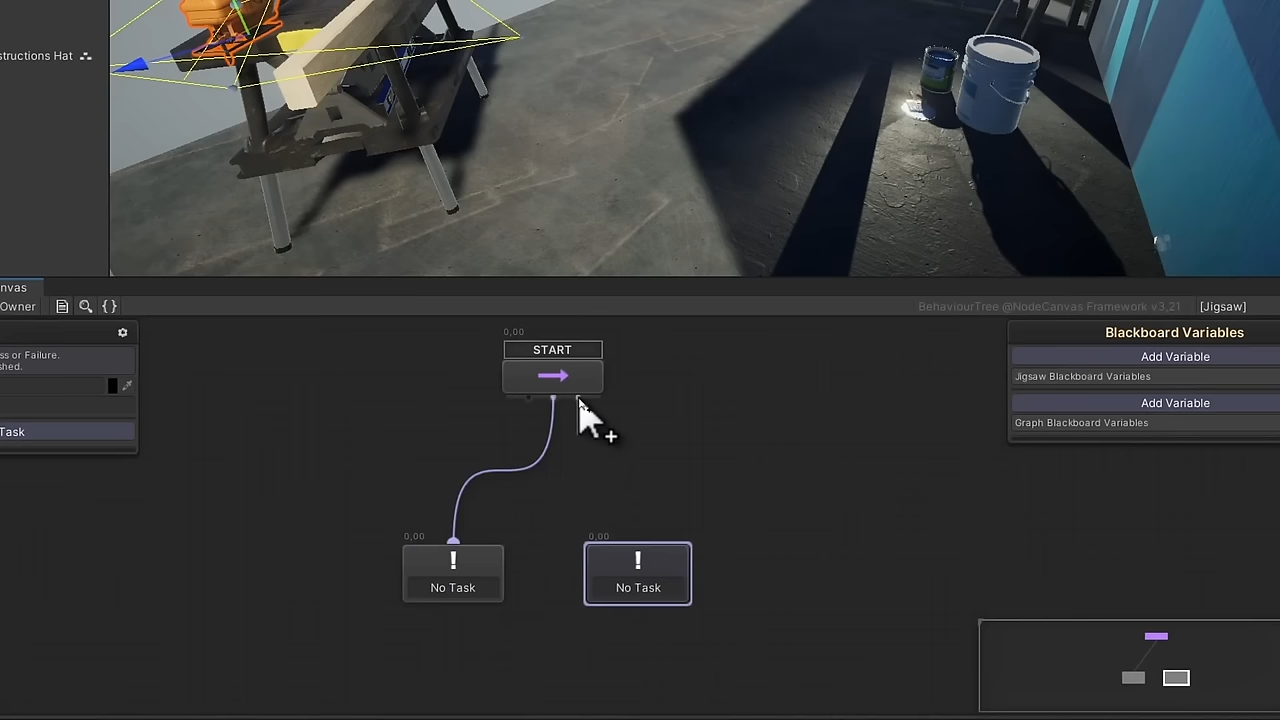 structions Hat
nvas
Owner
{ }
BehaviourTree @NodeCanvas Framework v3,21
[Jigsaw]
ss or Failure.
shed.
Task
0,00
START
Blackboard Variables
Add Variable
Jigsaw Blackboard Variables
Add Variable
Graph Blackboard Variables
0,00
!
No Task
0,00
!
No Task